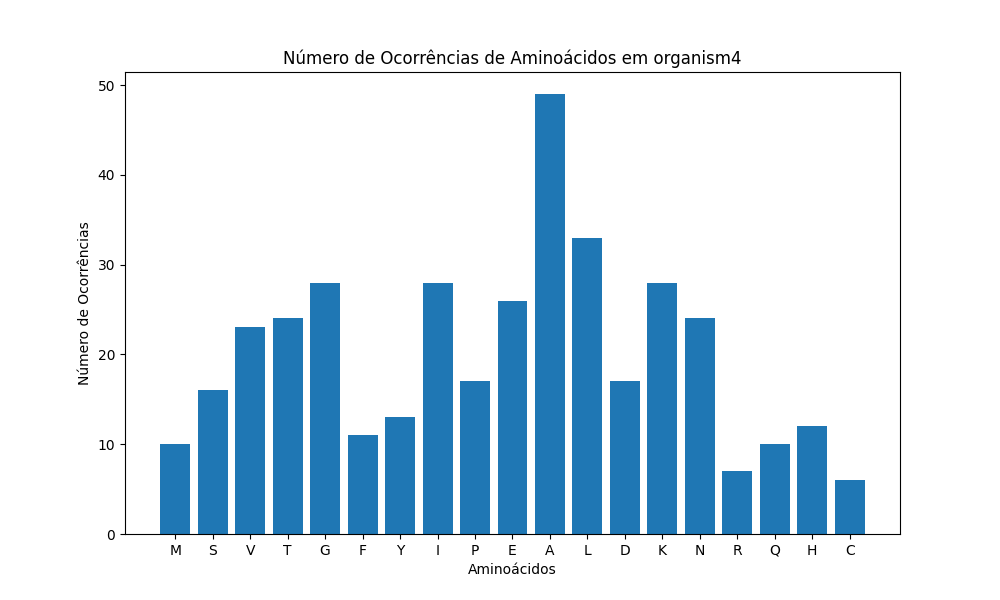 Número de Ocorrências de Aminoácidos em organism4
50
40
30
20
10
0
Número de Ocorrências
M S V T G F Y I P E A L D K N R Q H C
Aminoácidos